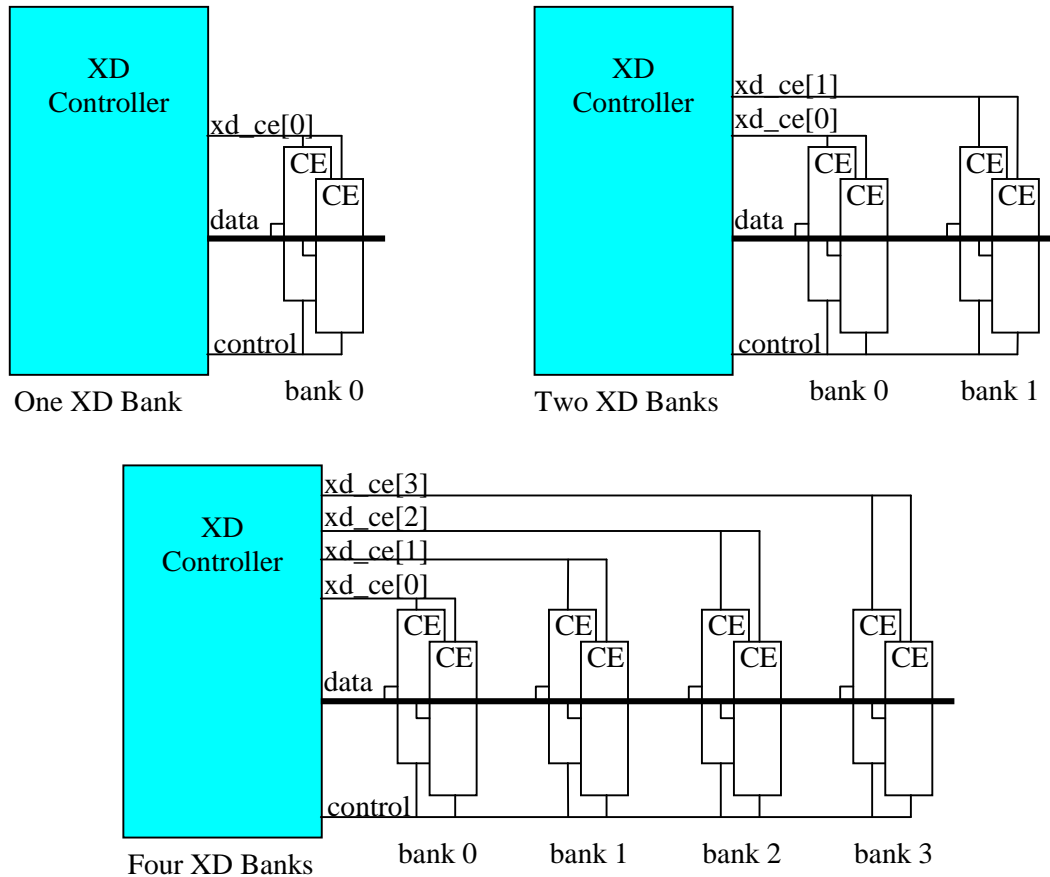 XD
Controller
xd_ce[0]
CE
CE
data
control
bank 0
One XD Bank
XD
Controller
xd_ce[1]
xd_ce[0]
CE
CE
CE
CE
data
control
bank 0
bank 1
Two XD Banks
XD
Controller
xd_ce[3]
xd_ce[2]
xd_ce[1]
xd_ce[0]
CE
CE
CE
CE
CE
CE
CE
CE
data
control
bank 0
bank 1
bank 2
bank 3
Four XD Banks